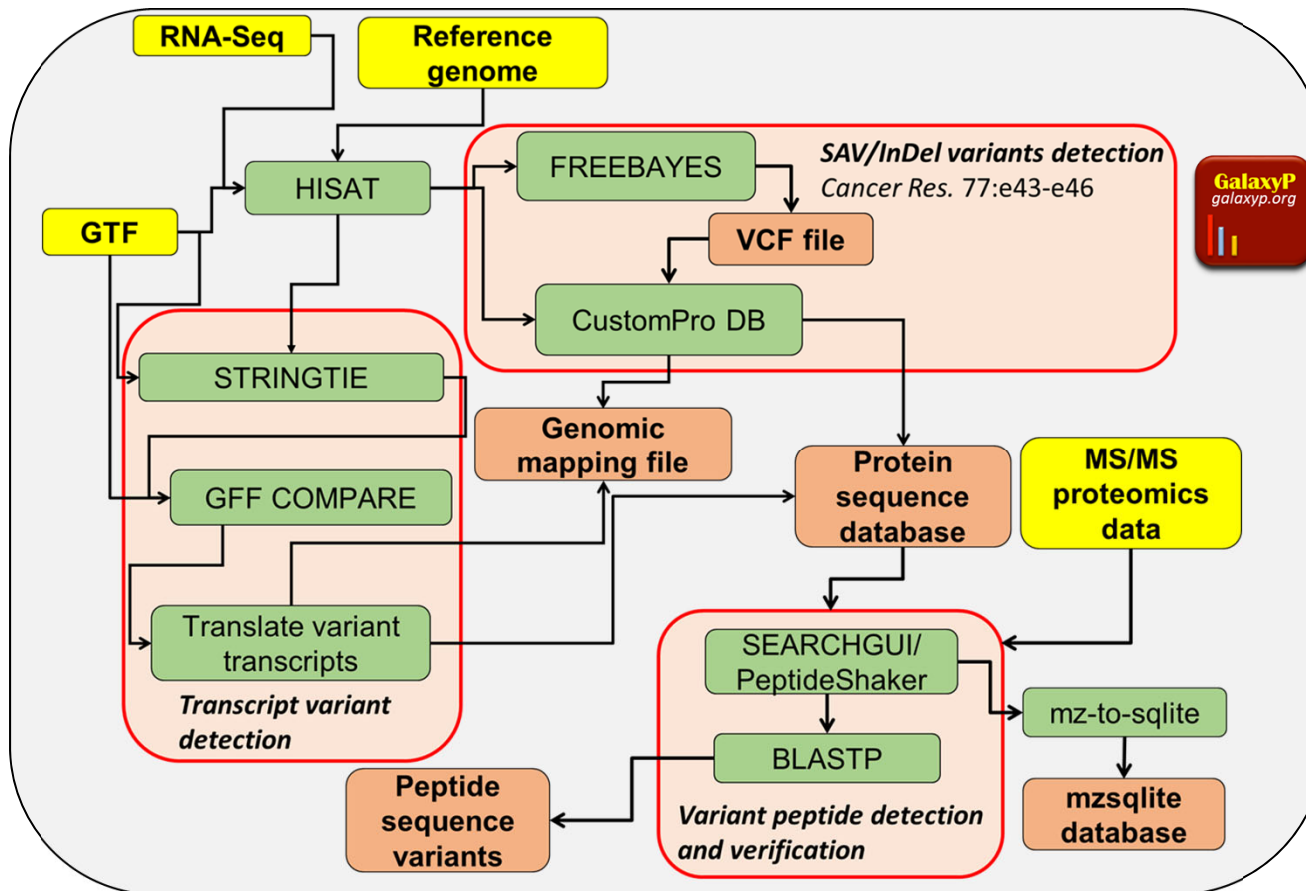 RNA-Seq
Reference
genome
HISAT
FREEBAYES
SAV/InDel variants detection
Cancer Res. 77:e43-e46
GalaxyP
galaxyp.org
GTF
VCF file
CustomPro DB
STRINGTIE
Genomic
mapping file
Protein
sequence
database
MS/MS
proteomics
data
GFF COMPARE
Translate variant
transcripts
Transcript variant
detection
SEARCHGUI/
PeptideShaker
mz-to-sqlite
BLASTP
Peptide
sequence
variants
Variant peptide detection
and verification
mzsqlite
database